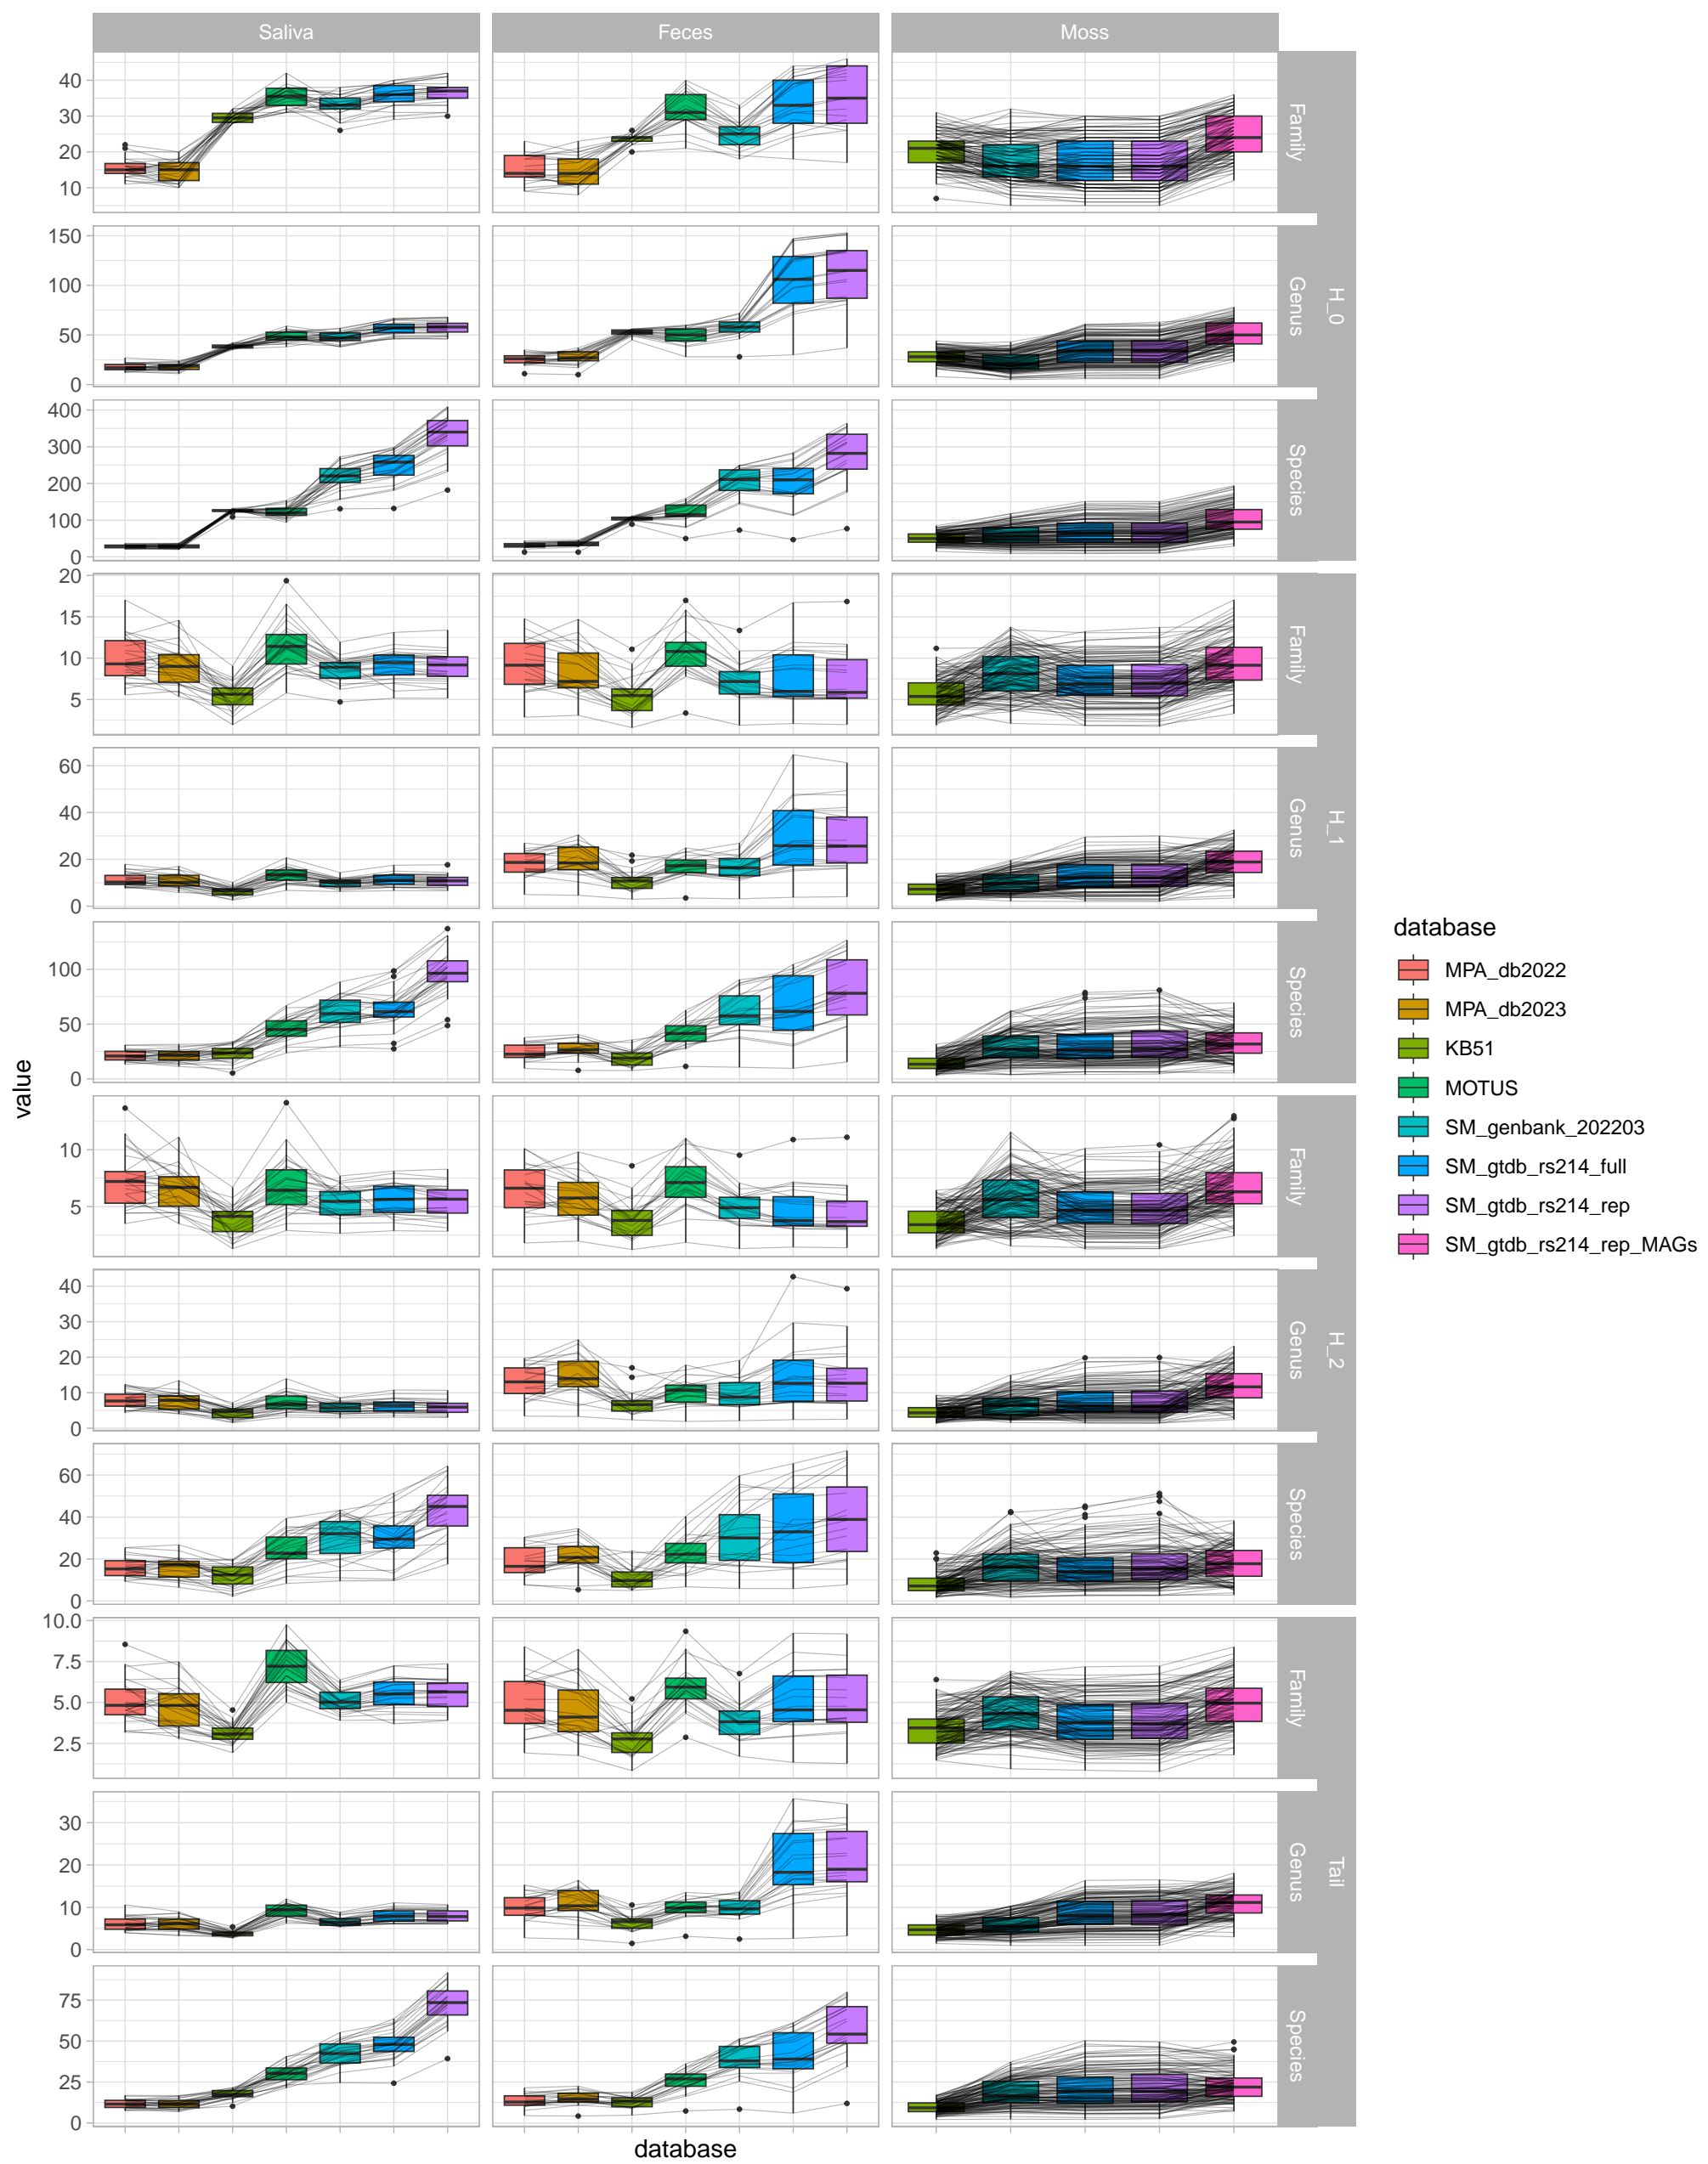 Saliva Feces Moss
40
30
20
10
Family
150
100
50
0
Genus
H_0
400
300
200
100
0
Species
20
15
10
5
Family
60
40
20
0
Genus
H_1
100
50
0
Species
10
5
Family
40
30
20
10
0
Genus
H_2
60
40
20
0
Species
10.0
7.5
5.0
2.5
Family
30
20
10
0
Genus
Tail
75
50
25
0
Species
value
database
database
MPA_db2022
MPA_db2023
KB51
MOTUS
SM_genbank_202203
SM_gtdb_rs214_full
SM_gtdb_rs214_rep
SM_gtdb_rs214_rep_MAGs